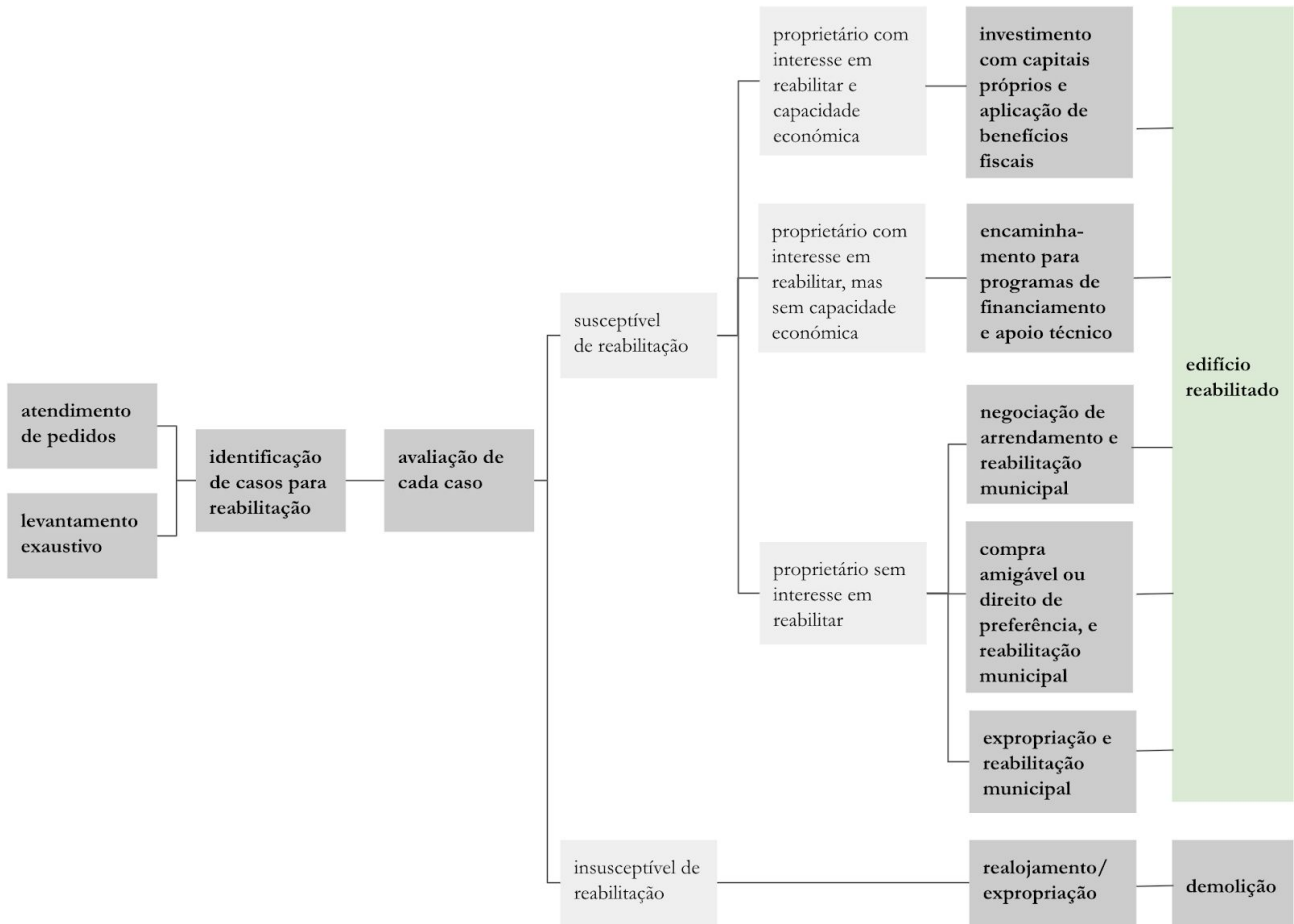 atendimento
de pedidos
levantamento
exaustivo
identificação
de casos para
reabilitação
avaliação de
cada caso
susceptível
de reabilitação
insusceptível de
reabilitação
proprietário com
interesse em
reabilitar e
capacidade
económica
proprietário com
interesse em
reabilitar, mas
sem capacidade
económica
proprietário sem
interesse em
reabilitar
investimento
com capitais
próprios e
aplicação de
benefícios
fiscais
encaminha-
mento para
programas de
financiamento
e apoio técnico
negociação de
arrendamento e
reabilitação
municipal
compra
amigável ou
direito de
preferência, e
reabilitação
municipal
expropriação e
reabilitação
municipal
realojamento/
expropriação
edifício
reabilitado
demolição